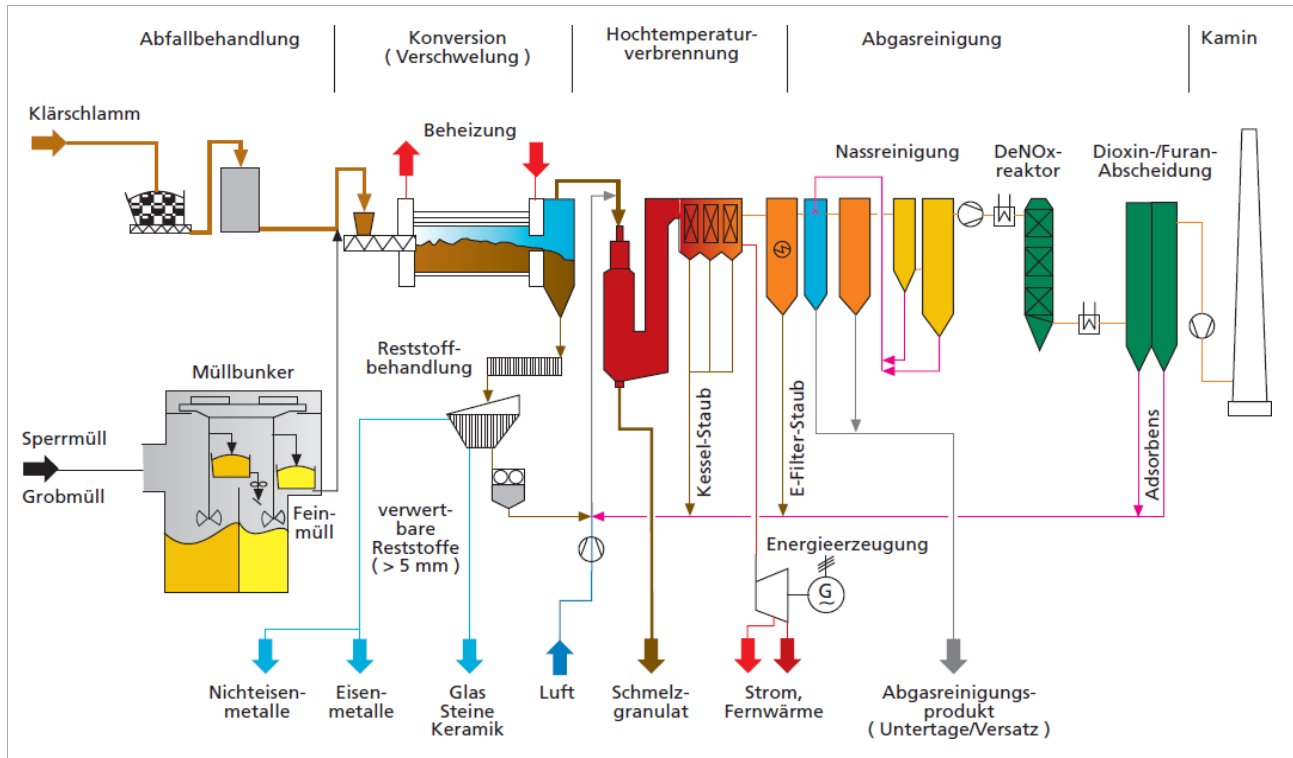 Abfallbehandlung
Konversion
( Verschwelung )
Hochtemperatur-
verbrennung
Abgasreinigung
Kamin
Klärschlamm
Beheizung
Nassreinigung
DeNOx-
reaktor
Dioxin-/Furan-
Abscheidung
Müllbunker
Reststoff-
behandlung
Sperrmüll
Grobmüll
Fein-
müll
verwert-
bare
Reststoffe
( > 5 mm )
Kessel-Staub
E-Filter-Staub
Adsorbens
Energieerzeugung
G
~
Nichteisen-
metalle
Eisen-
metalle
Glas
Steine
Keramik
Luft
Schmelz-
granulat
Strom,
Fernwärme
Abgasreinigungs-
produkt
( Untertage/Versatz )